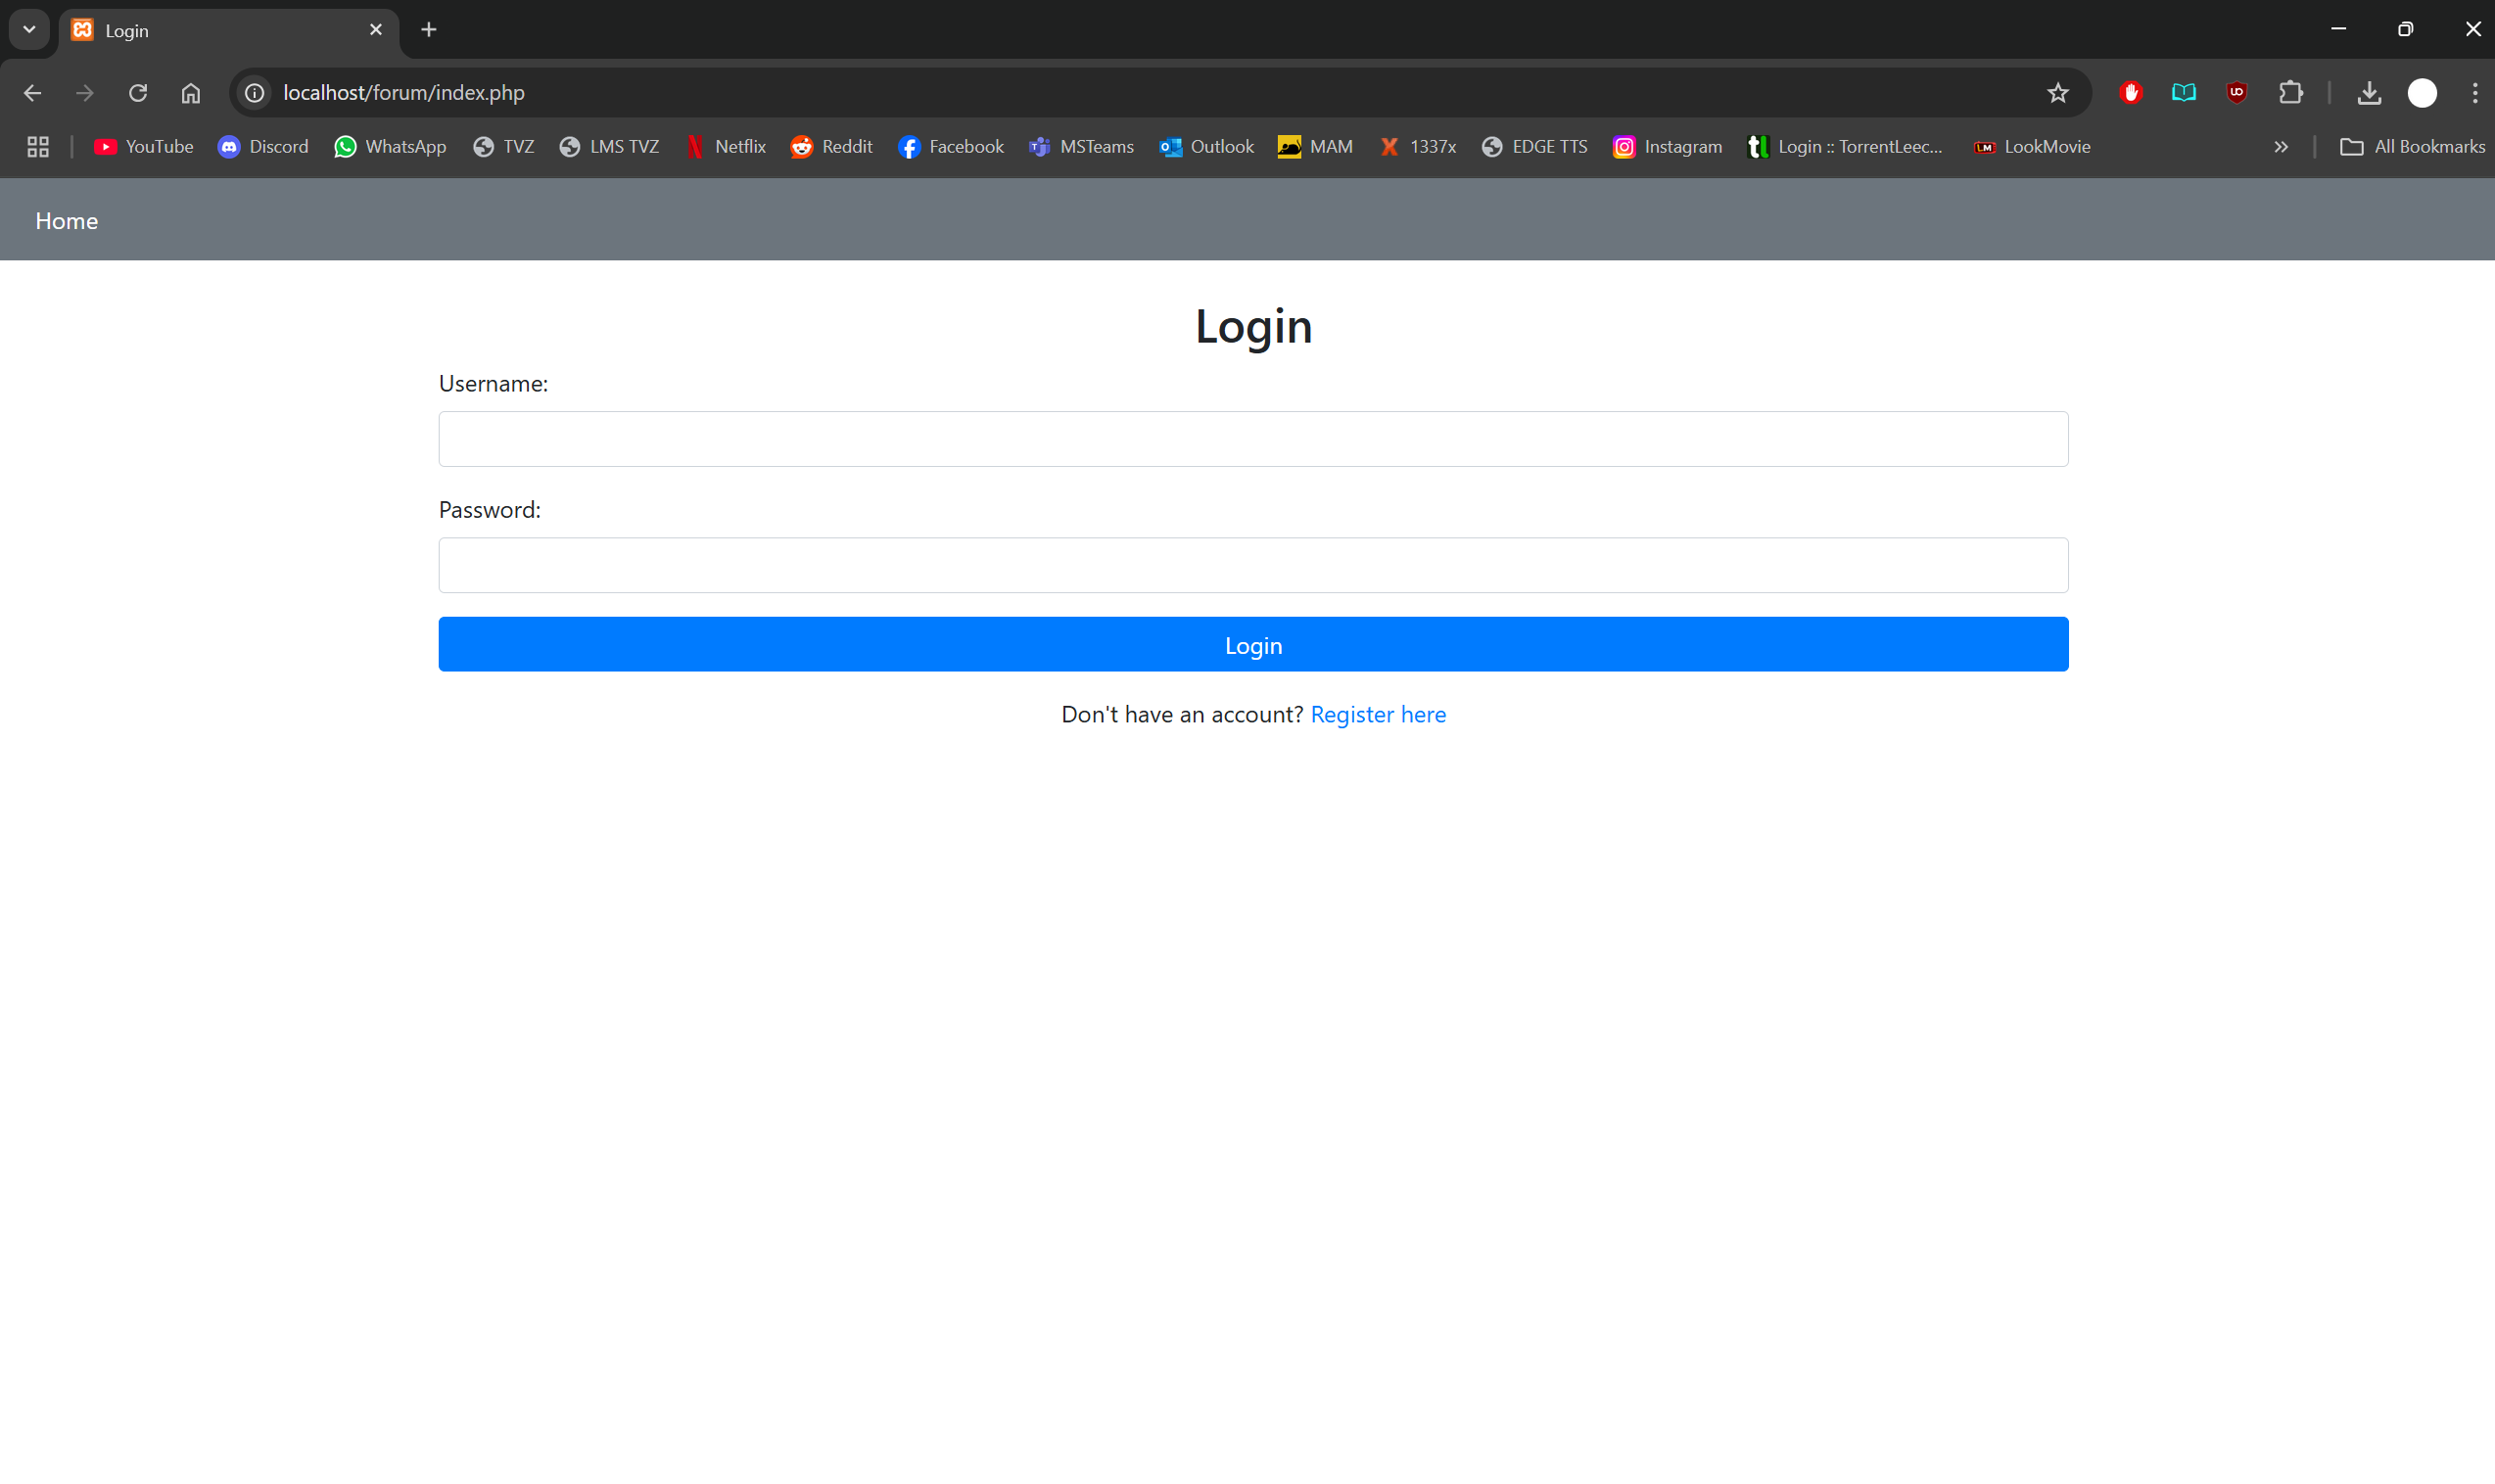 Login
localhost/forum/index.php
YouTube Discord WhatsApp TVZ LMS TVZ Netflix Reddit Facebook MSTeams Outlook MAM 1337x EDGE TTS Instagram Login :: TorrentLeec... LookMovie » All Bookmarks
Home
Login
Username:
Password:
Login
Don't have an account? Register here